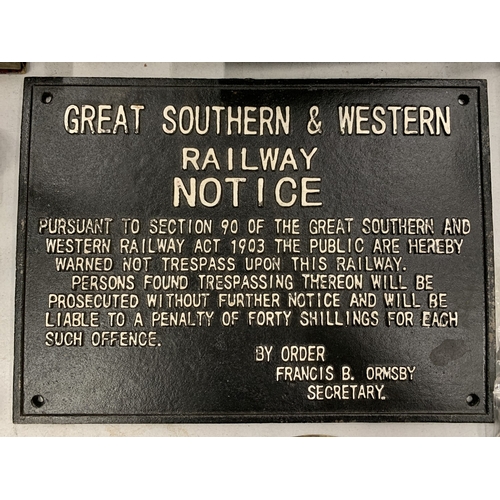 GREAT SOUTHERN & WESTERN
RAILWAY
NOTICE
PURSUANT TO SECTION 90 OF THE GREAT SOUTHERN AND
WESTERN RAILWAY ACT 1903 THE PUBLIC ARE HEREBY
WARNED NOT TRESPASS UPON THIS RAILWAY.
PERSONS FOUND TRESPASSING THEREON WILL BE
PROSECUTED WITHOUT FURTHER NOTICE AND WILL BE
LIABLE TO A PENALTY OF FORTY SHILLINGS FOR EACH
SUCH OFFENCE.
BY ORDER
FRANCIS B. ORMSBY
SECRETARY.